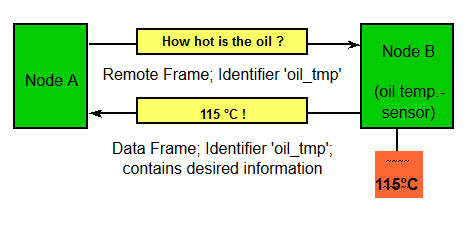 How hot is the oil ?
Node A
Node B
Remote Frame; Identifier 'oil_tmp'
(oil temp.-
sensor)
115 °C !
Data Frame; Identifier 'oil_tmp';
contains desired information
~~~~
115°C